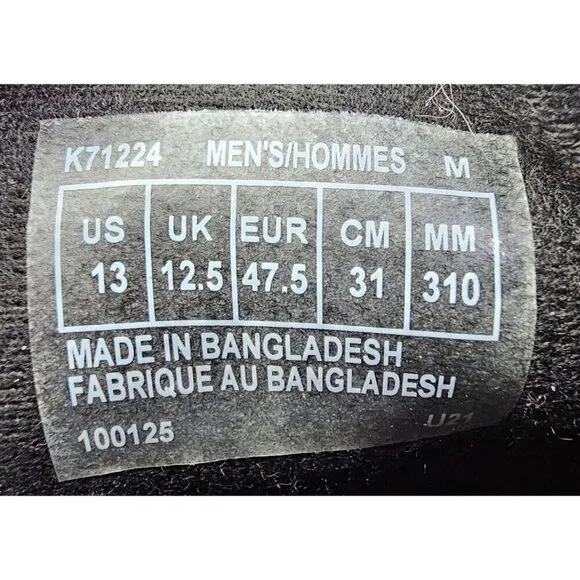 K71224 MEN'S/HOMMES M
US UK EUR CM MM
13 12.5 47.5 31 310
MADE IN BANGLADESH
FABRIQUE AU BANGLADESH
100125 U21